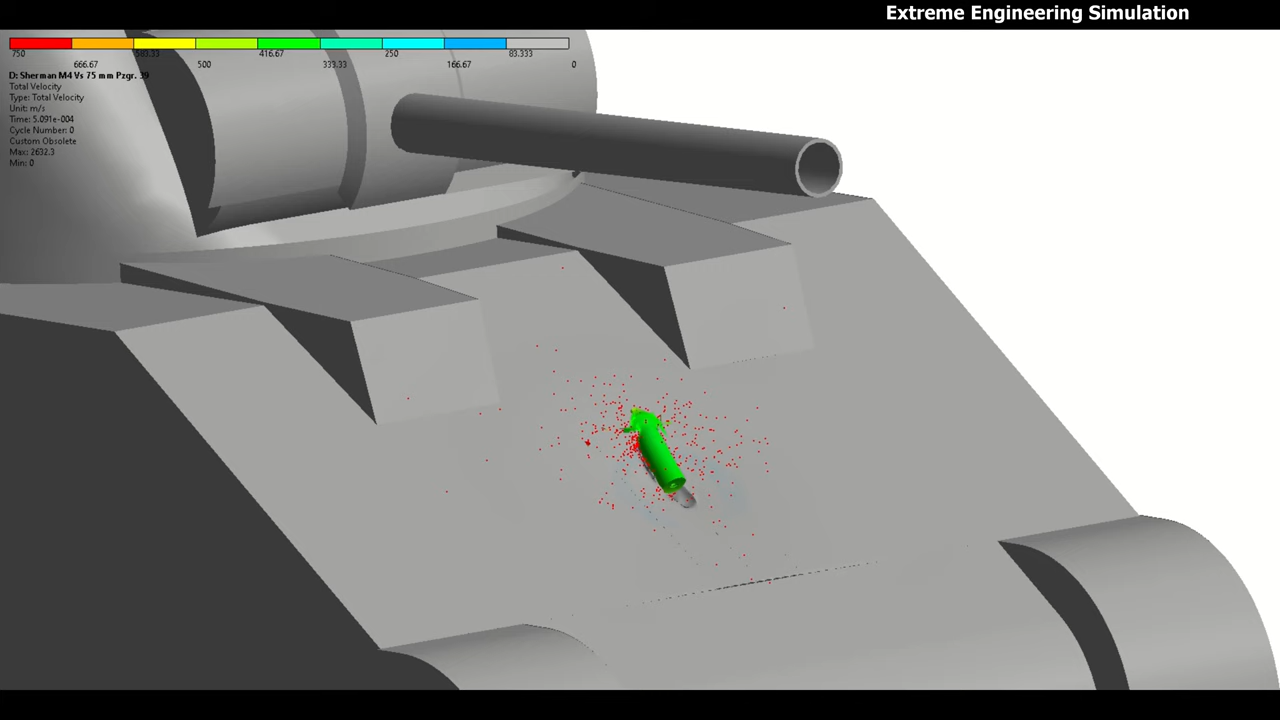 Extreme Engineering Simulation
750 583.33 416.67 250 83.333
666.67 500 333.33 166.67 0
D: Sherman M4 Vs 75 mm Pzgr. 39
Total Velocity
Type: Total Velocity
Unit: m/s
Time: 5.091e-004
Cycle Number: 0
Custom Obsolete
Max: 2632.3
Min: 0